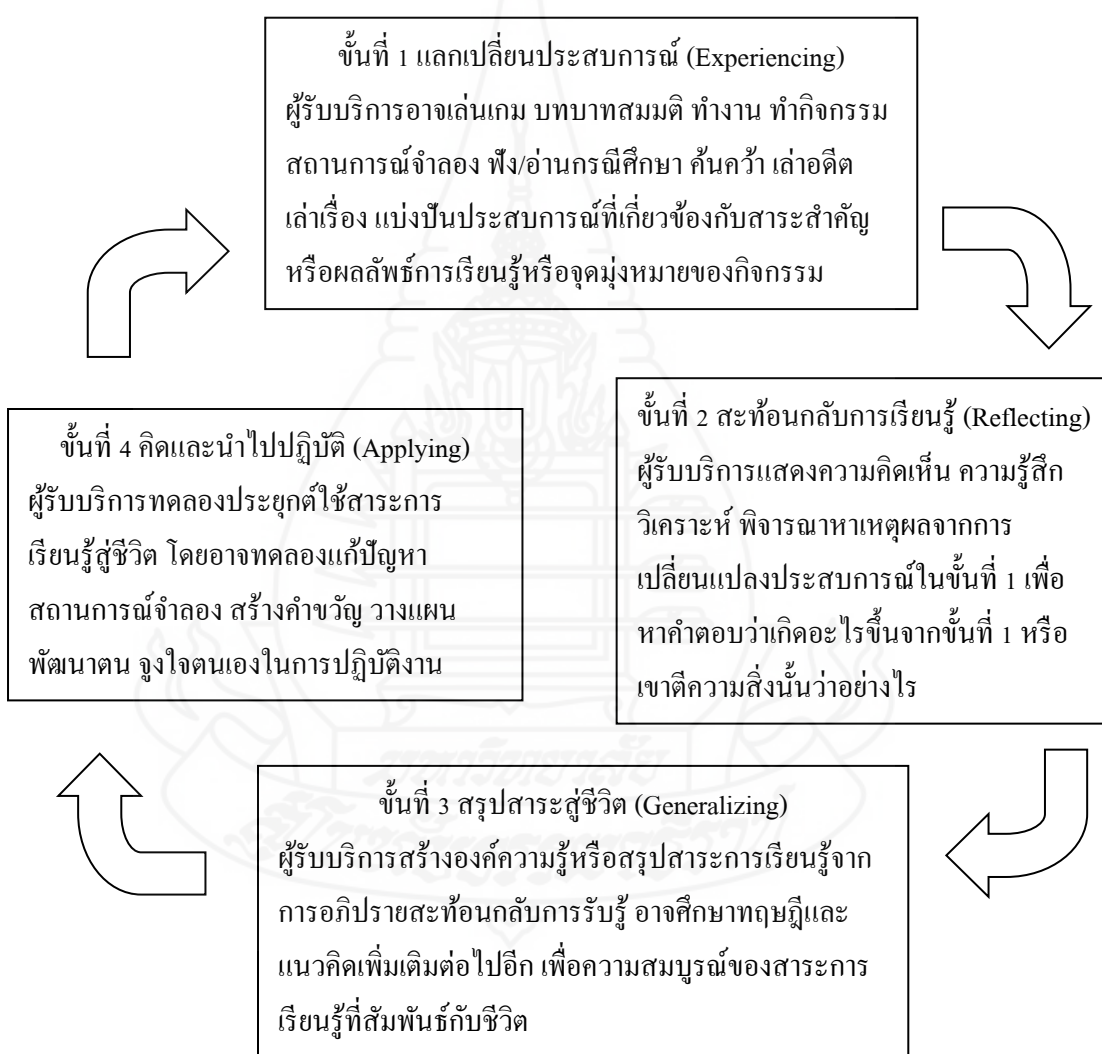 ขั้นที่ 1 แลกเปลี่ยนประสบการณ์ (Experiencing)
ผู้รับบริการอาจเล่นเกม บทบาทสมมติ ทำงาน ทำกิจกรรม
สถานการณ์จำลอง ฟัง/อ่านกรณีศึกษา ค้นคว้า เล่าอดีต
เล่าเรื่อง แบ่งปันประสบการณ์ที่เกี่ยวข้องกับสาระสำคัญ
หรือผลลัพธ์การเรียนรู้หรือจุดมุ่งหมายของกิจกรรม
ขั้นที่ 2 สะท้อนกลับการเรียนรู้ (Reflecting)
ผู้รับบริการแสดงความคิดเห็น ความรู้สึก
วิเคราะห์ พิจารณาหาเหตุผลจากการ
เปลี่ยนแปลงประสบการณ์ในขั้นที่ 1 เพื่อ
หาคำตอบว่าเกิดอะไรขึ้นจากขั้นที่ 1 หรือ
เขาตีความสิ่งนั้นว่าอย่างไร
ขั้นที่ 3 สรุปสาระสู่ชีวิต (Generalizing)
ผู้รับบริการสร้างองค์ความรู้หรือสรุปสาระการเรียนรู้จาก
การอภิปรายสะท้อนกลับการรับรู้ อาจศึกษาทฤษฎีและ
แนวคิดเพิ่มเติมต่อไปอีก เพื่อความสมบูรณ์ของสาระการ
เรียนรู้ที่สัมพันธ์กับชีวิต
ขั้นที่ 4 คิดและนำไปปฏิบัติ (Applying)
ผู้รับบริการทดลองประยุกต์ใช้สาระการ
เรียนรู้สู่ชีวิต โดยอาจทดลองแก้ปัญหา
สถานการณ์จำลอง สร้างคำขวัญ วางแผน
พัฒนาตน จูงใจตนเองในการปฏิบัติงาน